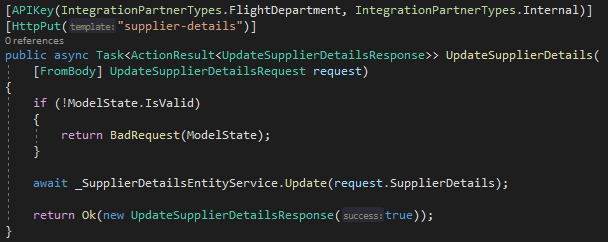 [APIKey(IntegrationPartnerTypes.FlightDepartment, IntegrationPartnerTypes.Internal)]
[HttpPut(template: "supplier-details")]
0 references
public async Task<ActionResult<UpdateSupplierDetailsResponse>> UpdateSupplierDetails(
[FromBody] UpdateSupplierDetailsRequest request)
{
if (!ModelState.IsValid)
{
return BadRequest(ModelState);
}
await _SupplierDetailsEntityService.Update(request.SupplierDetails);
return Ok(new UpdateSupplierDetailsResponse(success: true));
}